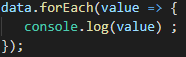 data.forEach(value => {
   console.log(value) ;
});